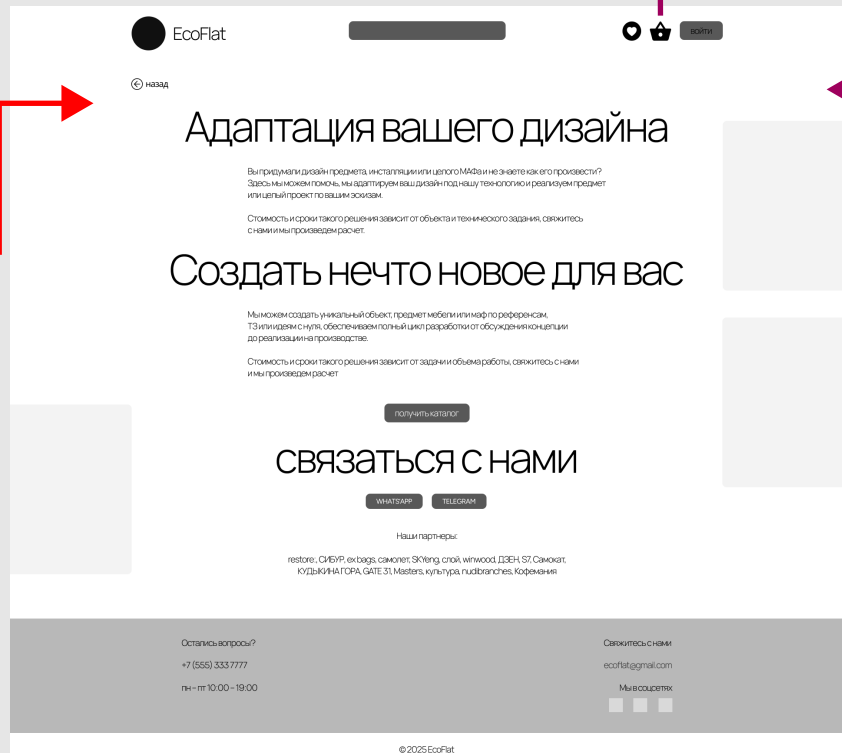 EcoFlat
войти
назад
Адаптация вашего дизайна
Вы придумали дизайн предмета, инсталляции или целого МАФа и не знаете как его произвести?
Здесь мы можем помочь, мы адаптируем ваш дизайн под нашу технологию и реализуем предмет
или целый проект по вашим эскизам.
Стоимость и сроки такого решения зависит от объекта и технического задания, свяжитесь
с нами и мы произведем расчет.
Создать нечто новое для вас
Мы можем создать уникальный объект, предмет мебели или маф по референсам,
ТЗ или идеям с нуля, обеспечиваем полный цикл разработки от обсуждения концепции
до реализации на производстве.
Стоимость и сроки такого решения зависит от задачи и объема работы, свяжитесь с нами
и мы произведем расчет
получить каталог
связаться с нами
WHATS'APP
TELEGRAM
Наши партнеры:
restore:, СИБУР, ex bags, самолет, SKYeng, слой, winwood, ДЗЕН, S7, Самокат,
КУДЫКИНА ГОРА, GATE 31, Masters, культура, nudibranches, Кофемания
Остались вопросы?
+7 (555) 333 7777
пн – пт 10:00 – 19:00
Свяжитесь с нами
ecoflat@gmail.com
Мы в соцсетях
© 2025 EcoFlat